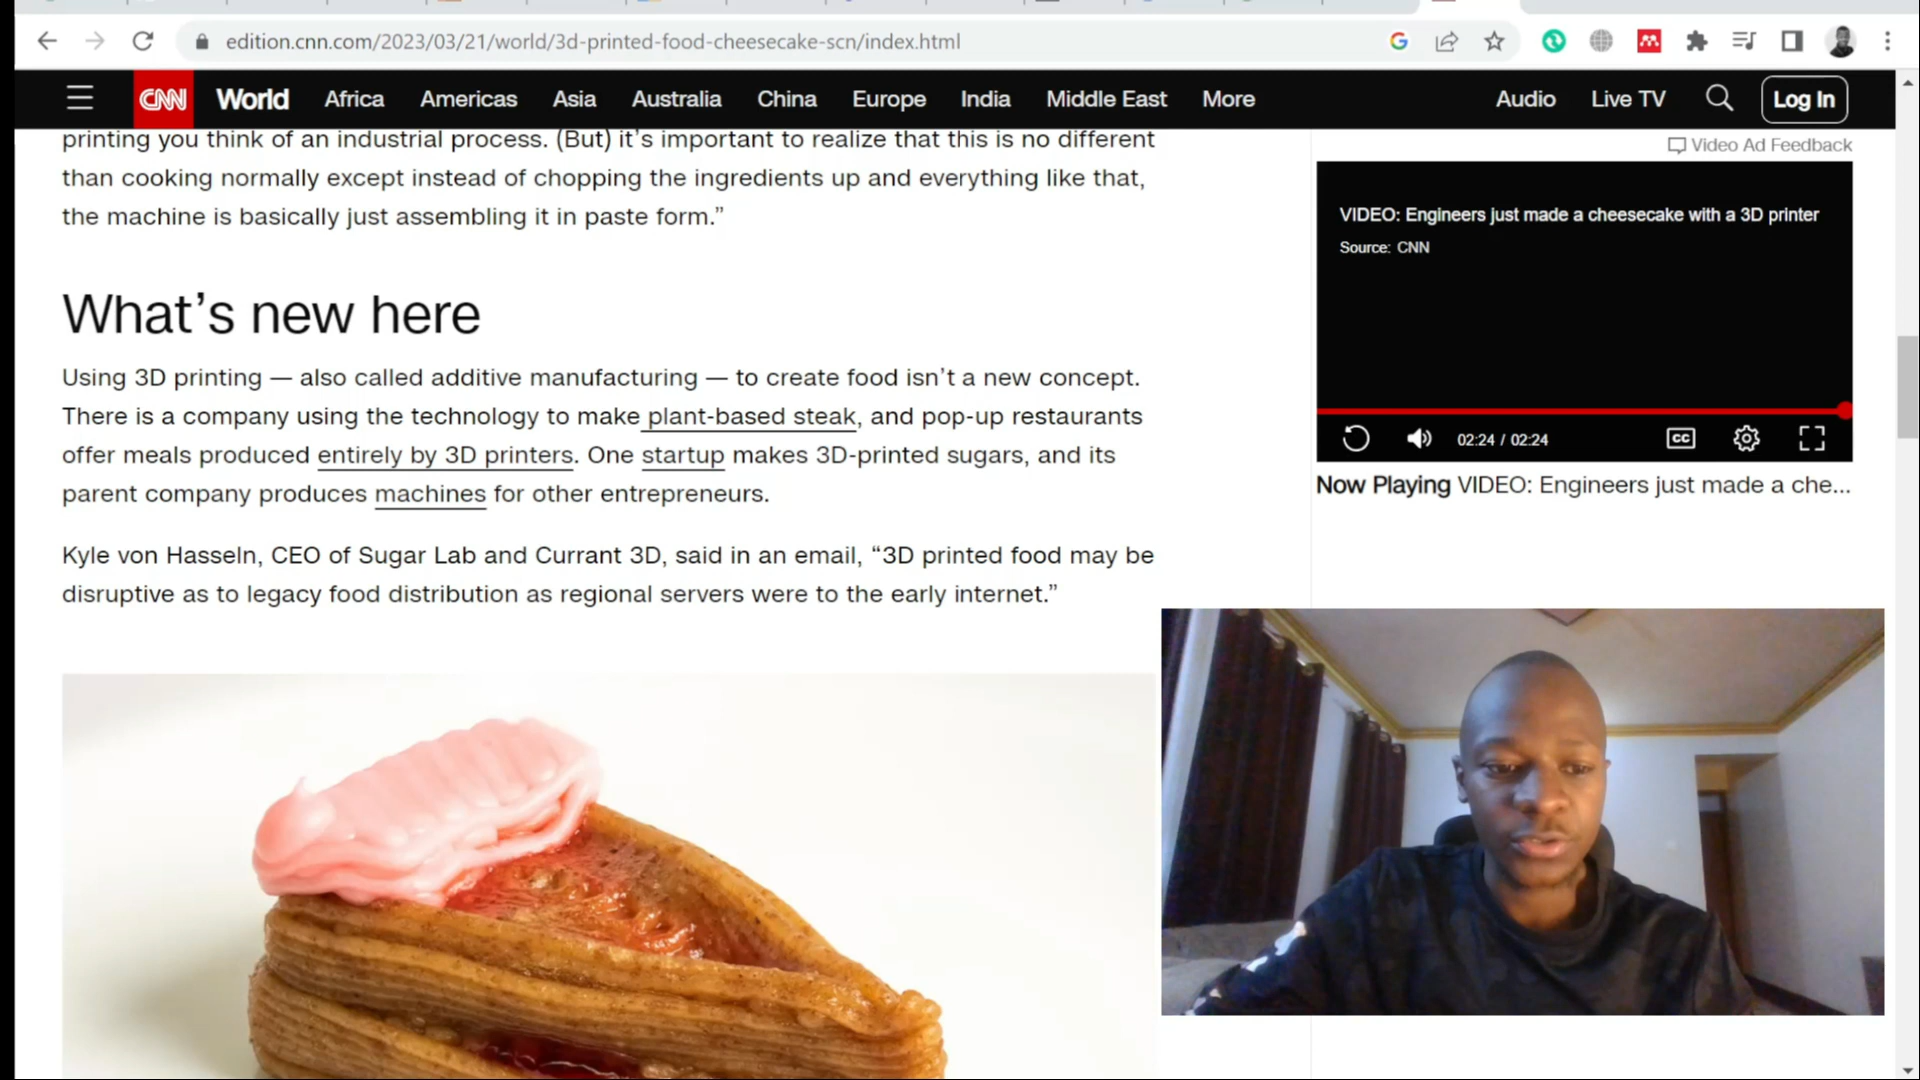 edition.cnn.com/2023/03/21/world/3d-printed-food-cheesecake-scn/index.html
CNN World Africa Americas Asia Australia China Europe India Middle East More Audio Live TV Log In
printing you think of an industrial process. (But) it’s important to realize that this is no different
than cooking normally except instead of chopping the ingredients up and everything like that,
the machine is basically just assembling it in paste form.”
What’s new here
Using 3D printing — also called additive manufacturing — to create food isn’t a new concept.
There is a company using the technology to make plant-based steak, and pop-up restaurants
offer meals produced entirely by 3D printers. One startup makes 3D-printed sugars, and its
parent company produces machines for other entrepreneurs.
Kyle von Hasseln, CEO of Sugar Lab and Currant 3D, said in an email, “3D printed food may be
disruptive as to legacy food distribution as regional servers were to the early internet.”
Video Ad Feedback
VIDEO: Engineers just made a cheesecake with a 3D printer
Source: CNN
02:24 / 02:24
CC
Now Playing VIDEO: Engineers just made a che...